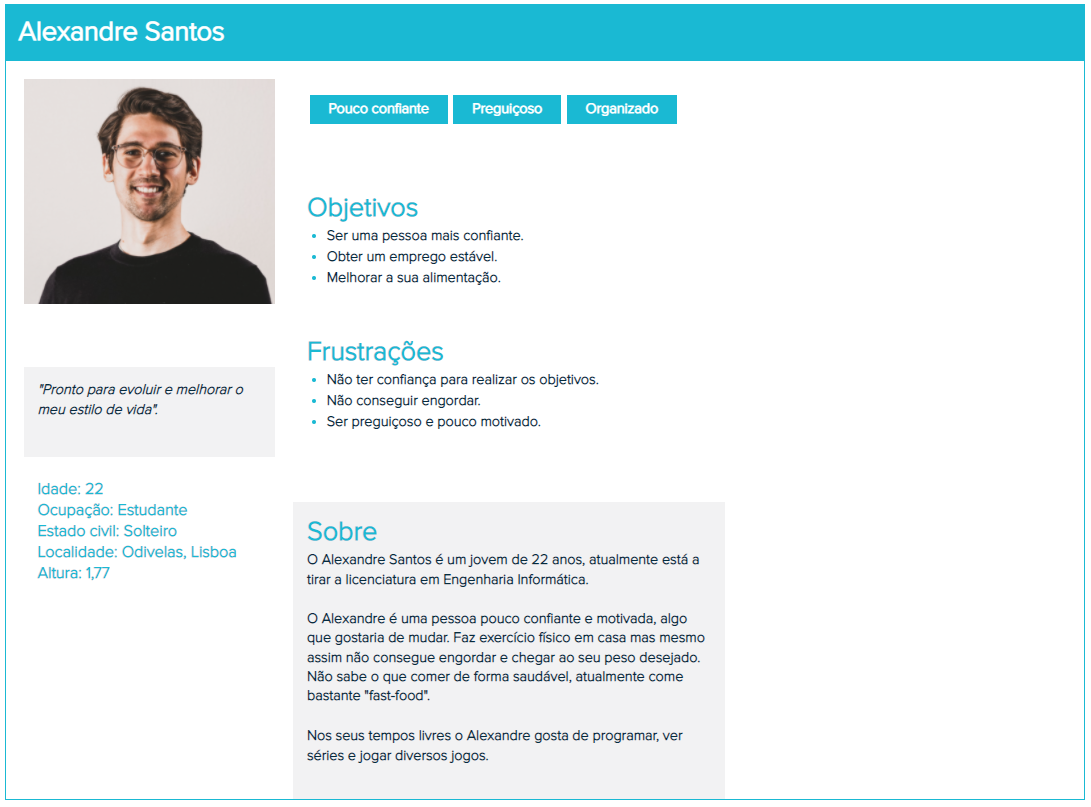 Alexandre Santos
Pouco confiante
Preguiçoso
Organizado
Objetivos
Ser uma pessoa mais confiante.
Obter um emprego estável.
Melhorar a sua alimentação.
Frustrações
Não ter confiança para realizar os objetivos.
Não conseguir engordar.
Ser preguiçoso e pouco motivado.
"Pronto para evoluir e melhorar o
meu estilo de vida".
Idade: 22
Ocupação: Estudante
Estado civil: Solteiro
Localidade: Odivelas, Lisboa
Altura: 1,77
Sobre
O Alexandre Santos é um jovem de 22 anos, atualmente está a
tirar a licenciatura em Engenharia Informática.
O Alexandre é uma pessoa pouco confiante e motivada, algo
que gostaria de mudar. Faz exercício físico em casa mas mesmo
assim não consegue engordar e chegar ao seu peso desejado.
Não sabe o que comer de forma saudável, atualmente come
bastante "fast-food".
Nos seus tempos livres o Alexandre gosta de programar, ver
séries e jogar diversos jogos.